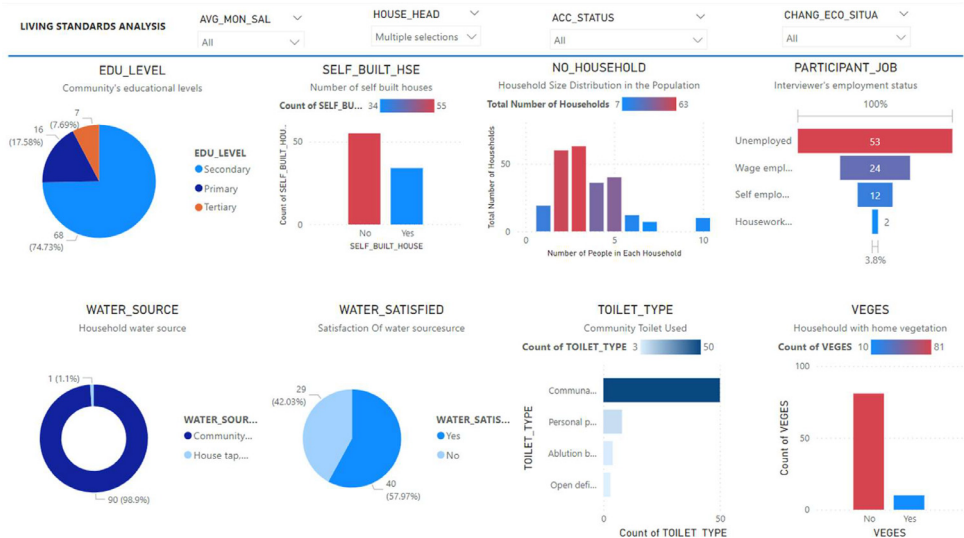 LIVING STANDARDS ANALYSIS
AVG_MON_SAL
All
HOUSE_HEAD
Multiple selections
ACC_STATUS
All
CHANG_ECO_SITUA
All
EDU_LEVEL
Community's educational levels
7
(7.69%)
16
(17.58%)
68
(74.73%)
EDU_LEVEL
Secondary
Primary
Tertiary
SELF_BUILT_HSE
Number of self built houses
Count of SELF_BU... 34 55
Count of SELF_BUILT_HOU...
50
0
No Yes
SELF_BUILT_HOUSE
NO_HOUSEHOLD
Household Size Distribution in the Population
Total Number of Households 7 63
Total Number of Households
50
0
0 5 10
Number of People in Each Household
PARTICIPANT_JOB
Interviewer's employment status
100%
Unemployed 53
Wage empl... 24
Self emplo... 12
Housework... 2
3.8%
WATER_SOURCE
Household water source
1 (1.1%)
90 (98.9%)
WATER_SOUR...
Community...
House tap,...
WATER_SATISFIED
Satisfaction Of water sourcesurce
29
(42.03%)
40
(57.97%)
WATER_SATIS...
Yes
No
TOILET_TYPE
Community Toilet Used
Count of TOILET_TYPE 3 50
TOILET_TYPE
Communa...
Personal p...
Ablution b...
Open defi...
0 50
Count of TOILET_TYPE
VEGES
Househould with home vegetation
Count of VEGES 10 81
Count of VEGES
100
50
0
No Yes
VEGES